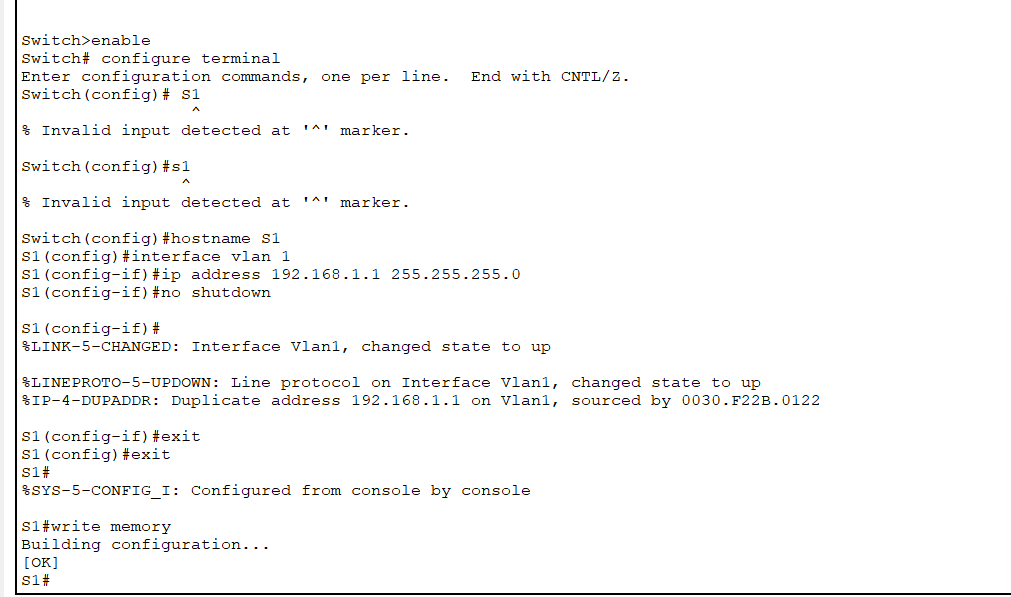 Switch>enable
Switch# configure terminal
Enter configuration commands, one per line.  End with CNTL/Z.
Switch(config)# S1
^
% Invalid input detected at '^' marker.
Switch(config)#s1
^
% Invalid input detected at '^' marker.
Switch(config)#hostname S1
S1(config)#interface vlan 1
S1(config-if)#ip address 192.168.1.1 255.255.255.0
S1(config-if)#no shutdown
S1(config-if)#
%LINK-5-CHANGED: Interface Vlan1, changed state to up
%LINEPROTO-5-UPDOWN: Line protocol on Interface Vlan1, changed state to up
%IP-4-DUPADDR: Duplicate address 192.168.1.1 on Vlan1, sourced by 0030.F22B.0122
S1(config-if)#exit
S1(config)#exit
S1#
%SYS-5-CONFIG_I: Configured from console by console
S1#write memory
Building configuration...
[OK]
S1#